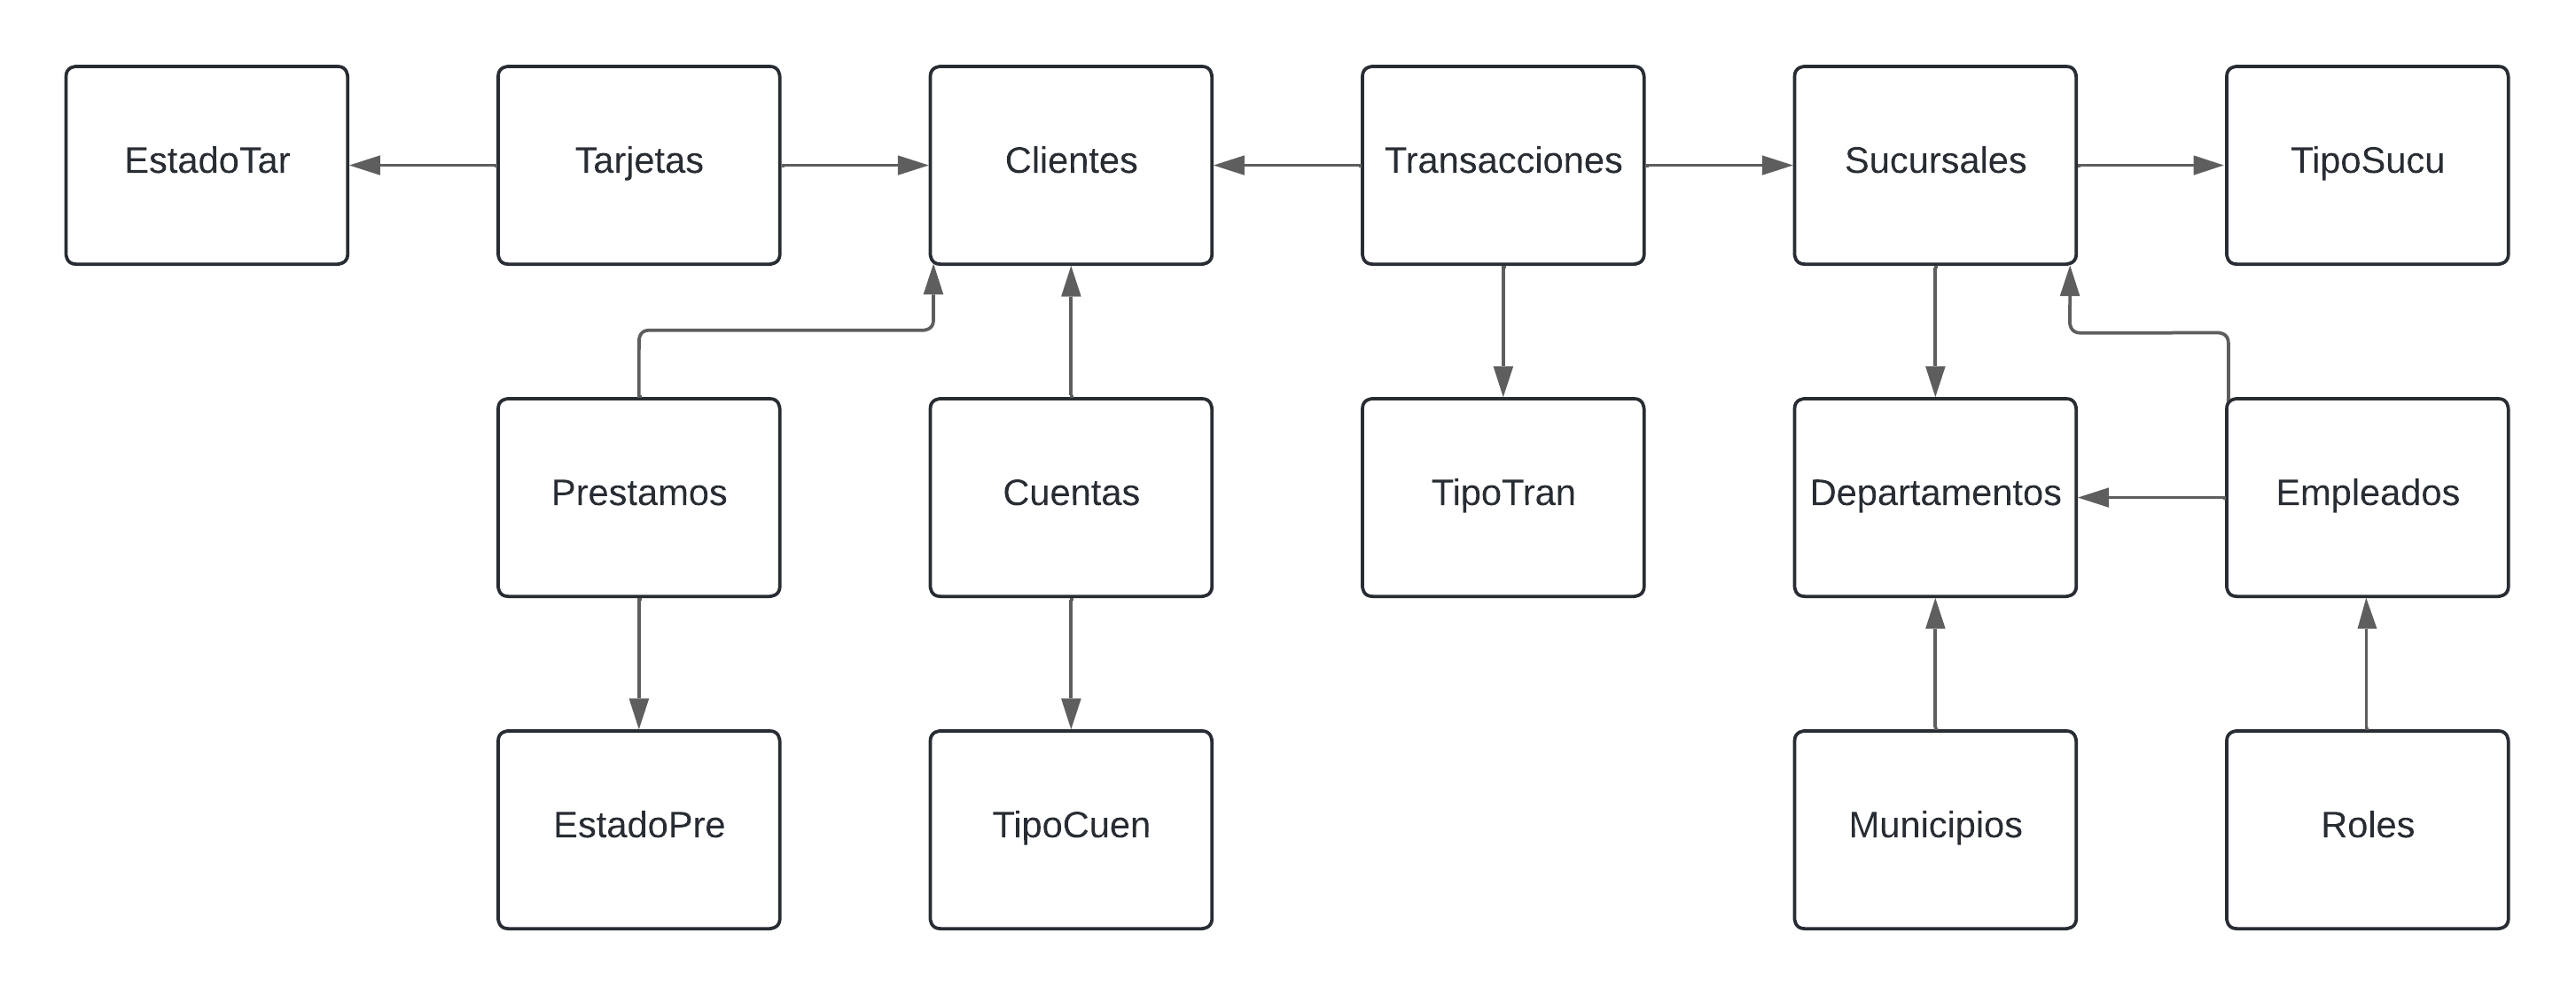 EstadoTar
Tarjetas
Clientes
Transacciones
Sucursales
TipoSucu
Prestamos
Cuentas
TipoTran
Departamentos
Empleados
EstadoPre
TipoCuen
Municipios
Roles